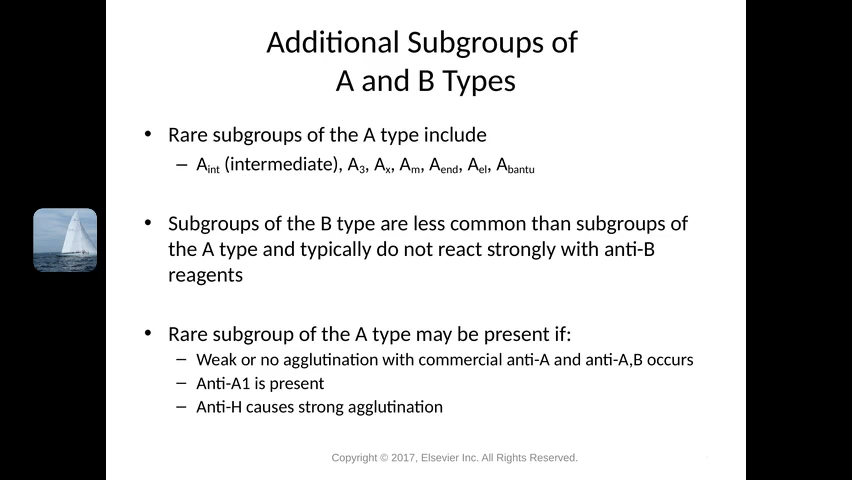 Additional Subgroups of
A and B Types
• Rare subgroups of the A type include
– Aint (intermediate), A3, Ax, Am, Aend, Ael, Abantu
• Subgroups of the B type are less common than subgroups of
the A type and typically do not react strongly with anti-B
reagents
• Rare subgroup of the A type may be present if:
– Weak or no agglutination with commercial anti-A and anti-A,B occurs
– Anti-A1 is present
– Anti-H causes strong agglutination
Copyright © 2017, Elsevier Inc. All Rights Reserved.